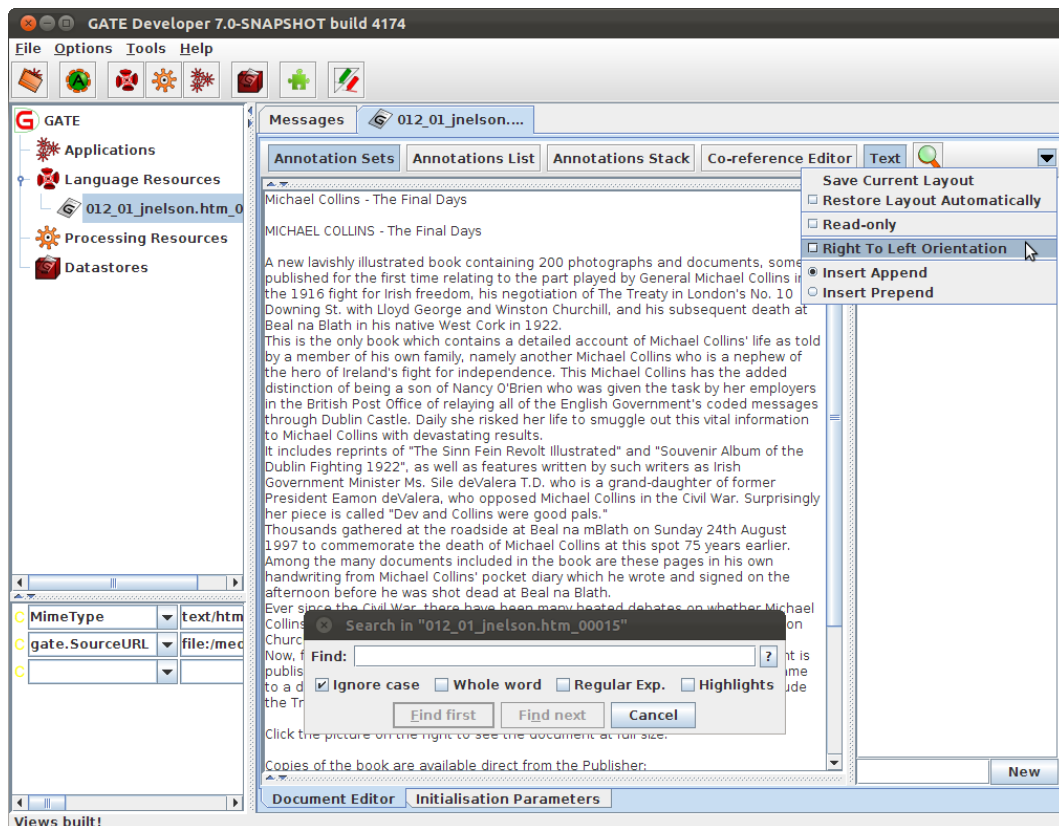 GATE Developer 7.0-SNAPSHOT build 4174
File Options Tools Help
GATE
Applications
Language Resources
012_01_jnelson.htm_0
Processing Resources
Datastores
MimeType text/htm
gate.SourceURL file:/med
Messages 012_01_jnelson....
Annotation Sets Annotations List Annotations Stack Co-reference Editor Text
Save Current Layout
Restore Layout Automatically
Read-only
Right To Left Orientation
Insert Append
Insert Prepend
Michael Collins - The Final Days
MICHAEL COLLINS - The Final Days
A new lavishly illustrated book containing 200 photographs and documents, some
published for the first time relating to the part played by General Michael Collins in
the 1916 fight for Irish freedom, his negotiation of The Treaty in London's No. 10
Downing St. with Lloyd George and Winston Churchill, and his subsequent death at
Beal na Blath in his native West Cork in 1922.
This is the only book which contains a detailed account of Michael Collins' life as told
by a member of his own family, namely another Michael Collins who is a nephew of
the hero of Ireland's fight for independence. This Michael Collins has the added
distinction of being a son of Nancy O'Brien who was given the task by her employers
in the British Post Office of relaying all of the English Government's coded messages
through Dublin Castle. Daily she risked her life to smuggle out this vital information
to Michael Collins with devastating results.
It includes reprints of "The Sinn Fein Revolt Illustrated" and "Souvenir Album of the
Dublin Fighting 1922", as well as features written by such writers as Irish
Government Minister Ms. Sile deValera T.D. who is a grand-daughter of former
President Eamon deValera, who opposed Michael Collins in the Civil War. Surprisingly
her piece is called "Dev and Collins were good pals."
Thousands gathered at the roadside at Beal na mBlath on Sunday 24th August
1997 to commemorate the death of Michael Collins at this spot 75 years earlier.
Among the many documents included in the book are these pages in his own
handwriting from Michael Collins' pocket diary which he wrote and signed on the
afternoon before he was shot dead at Beal na Blath.
Ever since the Civil War, there have been many heated debates on whether Michael
Collins
Churc
Now, f
publis
to a d
the Tr
Click the picture on the right to see the document at full size.
Copies of the book are available direct from the Publisher:
Search in "012_01_jnelson.htm_00015"
Find: ?
Ignore case Whole word Regular Exp. Highlights
Find first Find next Cancel
New
Document Editor Initialisation Parameters
Views built!